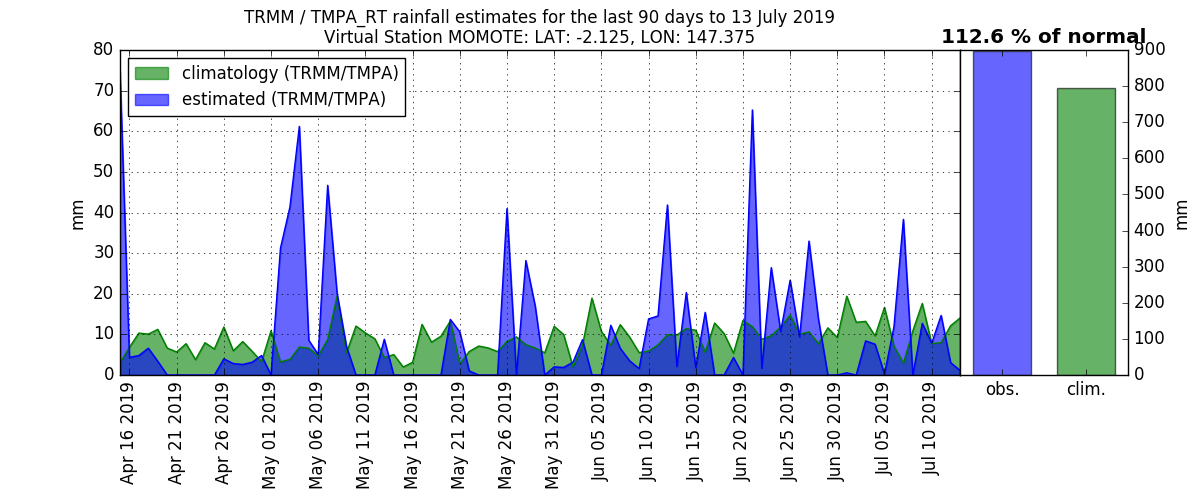 TRMM / TMPA_RT rainfall estimates for the last 90 days to 13 July 2019
Virtual Station MOMOTE: LAT: -2.125, LON: 147.375
112.6 % of normal
climatology (TRMM/TMPA)
estimated (TRMM/TMPA)
mm
80
70
60
50
40
30
20
10
0
Apr 16 2019
Apr 21 2019
Apr 26 2019
May 01 2019
May 06 2019
May 11 2019
May 16 2019
May 21 2019
May 26 2019
May 31 2019
Jun 05 2019
Jun 10 2019
Jun 15 2019
Jun 20 2019
Jun 25 2019
Jun 30 2019
Jul 05 2019
Jul 10 2019
obs.
clim.
900
800
700
600
500
400
300
200
100
0
mm